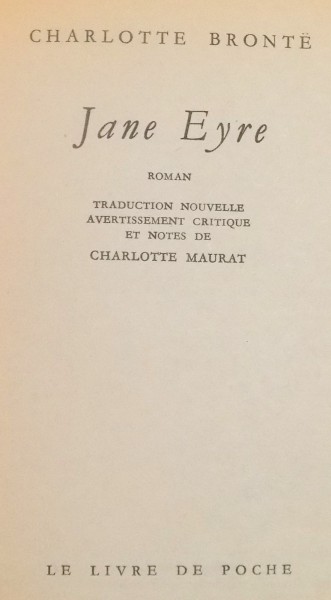 CHARLOTTE BRONTË
Jane Eyre
ROMAN
TRADUCTION NOUVELLE
AVERTISSEMENT CRITIQUE
ET NOTES DE
CHARLOTTE MAURAT
LE LIVRE DE POCHE